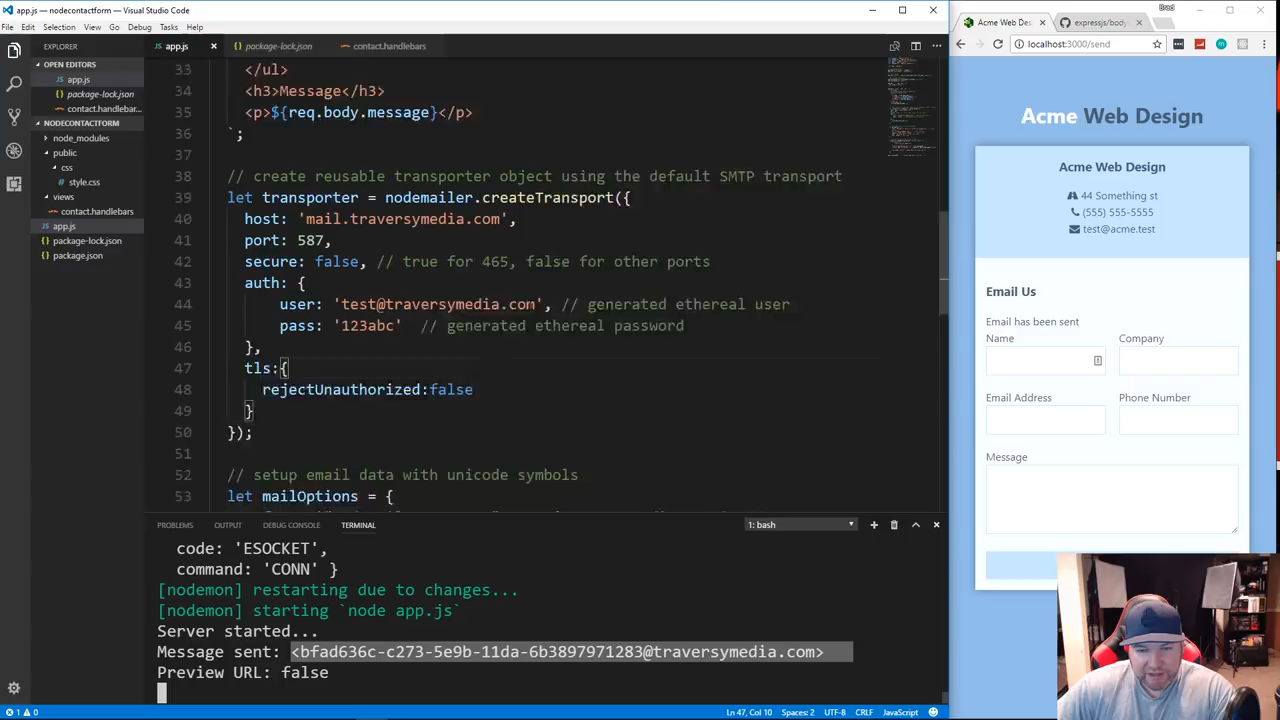 app.js - nodecontactform - Visual Studio Code
File Edit Selection View Go Debug Tasks Help
EXPLORER
OPEN EDITORS
app.js
package-lock.json
contact.handlebar...
NODECONTACTFORM
node_modules
public
css
style.css
views
contact.handlebars
app.js
package-lock.json
package.json
app.js
package-lock.json
contact.handlebars
33 </ul>
34 <h3>Message</h3>
35 <p>${req.body.message}</p>
36 `;
37
38 // create reusable transporter object using the default SMTP transport
39 let transporter = nodemailer.createTransport({
40 host: 'mail.traversymedia.com',
41 port: 587,
42 secure: false, // true for 465, false for other ports
43 auth: {
44 user: 'test@traversymedia.com', // generated ethereal user
45 pass: '123abc' // generated ethereal password
46 },
47 tls:{
48 rejectUnauthorized:false
49 }
50 });
51
52 // setup email data with unicode symbols
53 let mailOptions = {
PROBLEMS OUTPUT DEBUG CONSOLE TERMINAL
1: bash
code: 'ESOCKET',
command: 'CONN' }
[nodemon] restarting due to changes...
[nodemon] starting `node app.js`
Server started...
Message sent: <bfad636c-c273-5e9b-11da-6b3897971283@traversymedia.com>
Preview URL: false
1 0
Ln 47, Col 10 Spaces: 2 UTF-8 CRLF JavaScript
Brad
Acme Web Desi
expressjs/body
localhost:3000/send
Acme Web Design
Acme Web Design
44 Something st
(555) 555-5555
test@acme.test
Email Us
Email has been sent
Name Company
Email Address Phone Number
Message